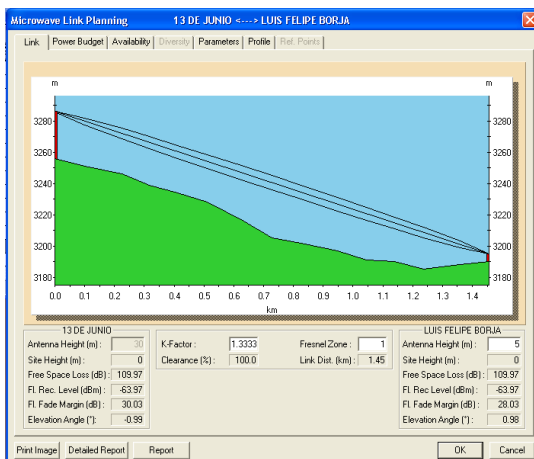 Microwave Link Planning 13 DE JUNIO <---> LUIS FELIPE BORJA
Link Power Budget Availability Diversity Parameters Profile Ref. Points
m m
3280 3280
3260 3260
3240 3240
3220 3220
3200 3200
3180 3180
0.0 0.1 0.2 0.3 0.4 0.5 0.6 0.7 0.8 0.9 1.0 1.1 1.2 1.3 1.4
km
13 DE JUNIO LUIS FELIPE BORJA
Antenna Height (m) : 30 K-Factor : 1.3333 Fresnel Zone : 1 Antenna Height (m) : 5
Site Height (m) : 0 Clearance (%) : 100.0 Link Dist. (km) : 1.45 Site Height (m) : 0
Free Space Loss (dB) : 109.97 Free Space Loss (dB) : 109.97
Fl. Rec. Level (dBm) : -63.97 Fl. Rec. Level (dBm) : -63.97
Fl. Fade Margin (dB) : 30.03 Fl. Fade Margin (dB) : 28.03
Elevation Angle (°): -0.99 Elevation Angle (°) : 0.98
Print Image Detailed Report Report OK Cancel